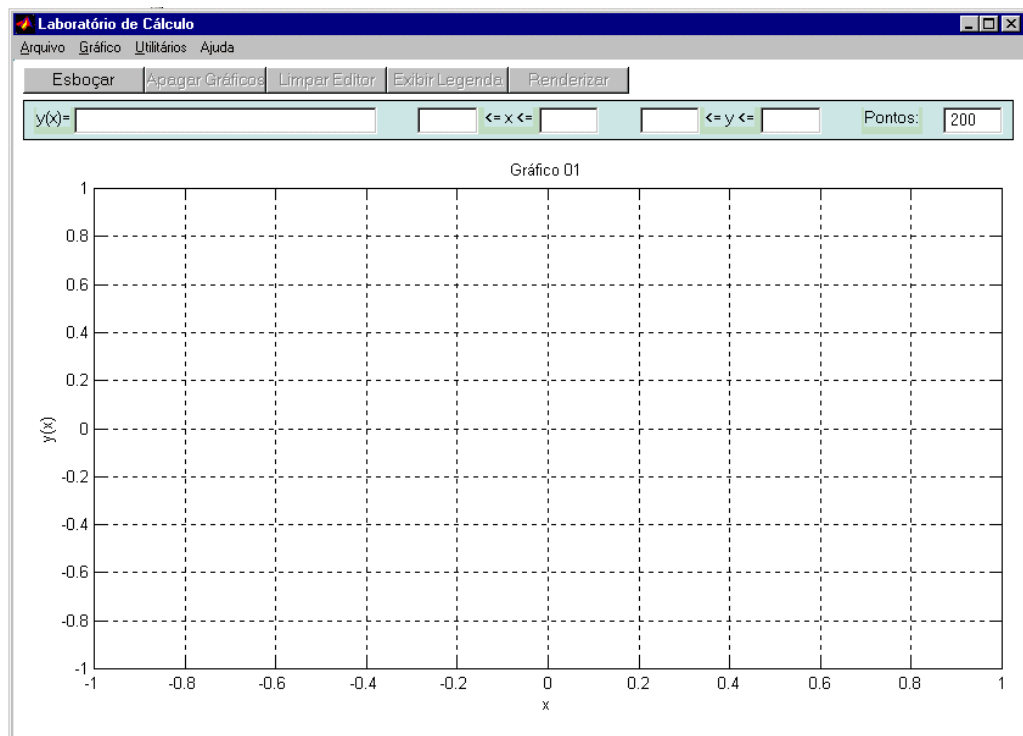 Laboratório de Cálculo
Arquivo Gráfico Utilitários Ajuda
Esboçar Apagar Gráficos Limpar Editor Exibir Legenda Renderizar
y(x)= <= x <= <= y <= Pontos: 200
Gráfico 01
1
0.8
0.6
0.4
0.2
0
-0.2
-0.4
-0.6
-0.8
-1
y(x)
-1 -0.8 -0.6 -0.4 -0.2 0 0.2 0.4 0.6 0.8 1
x